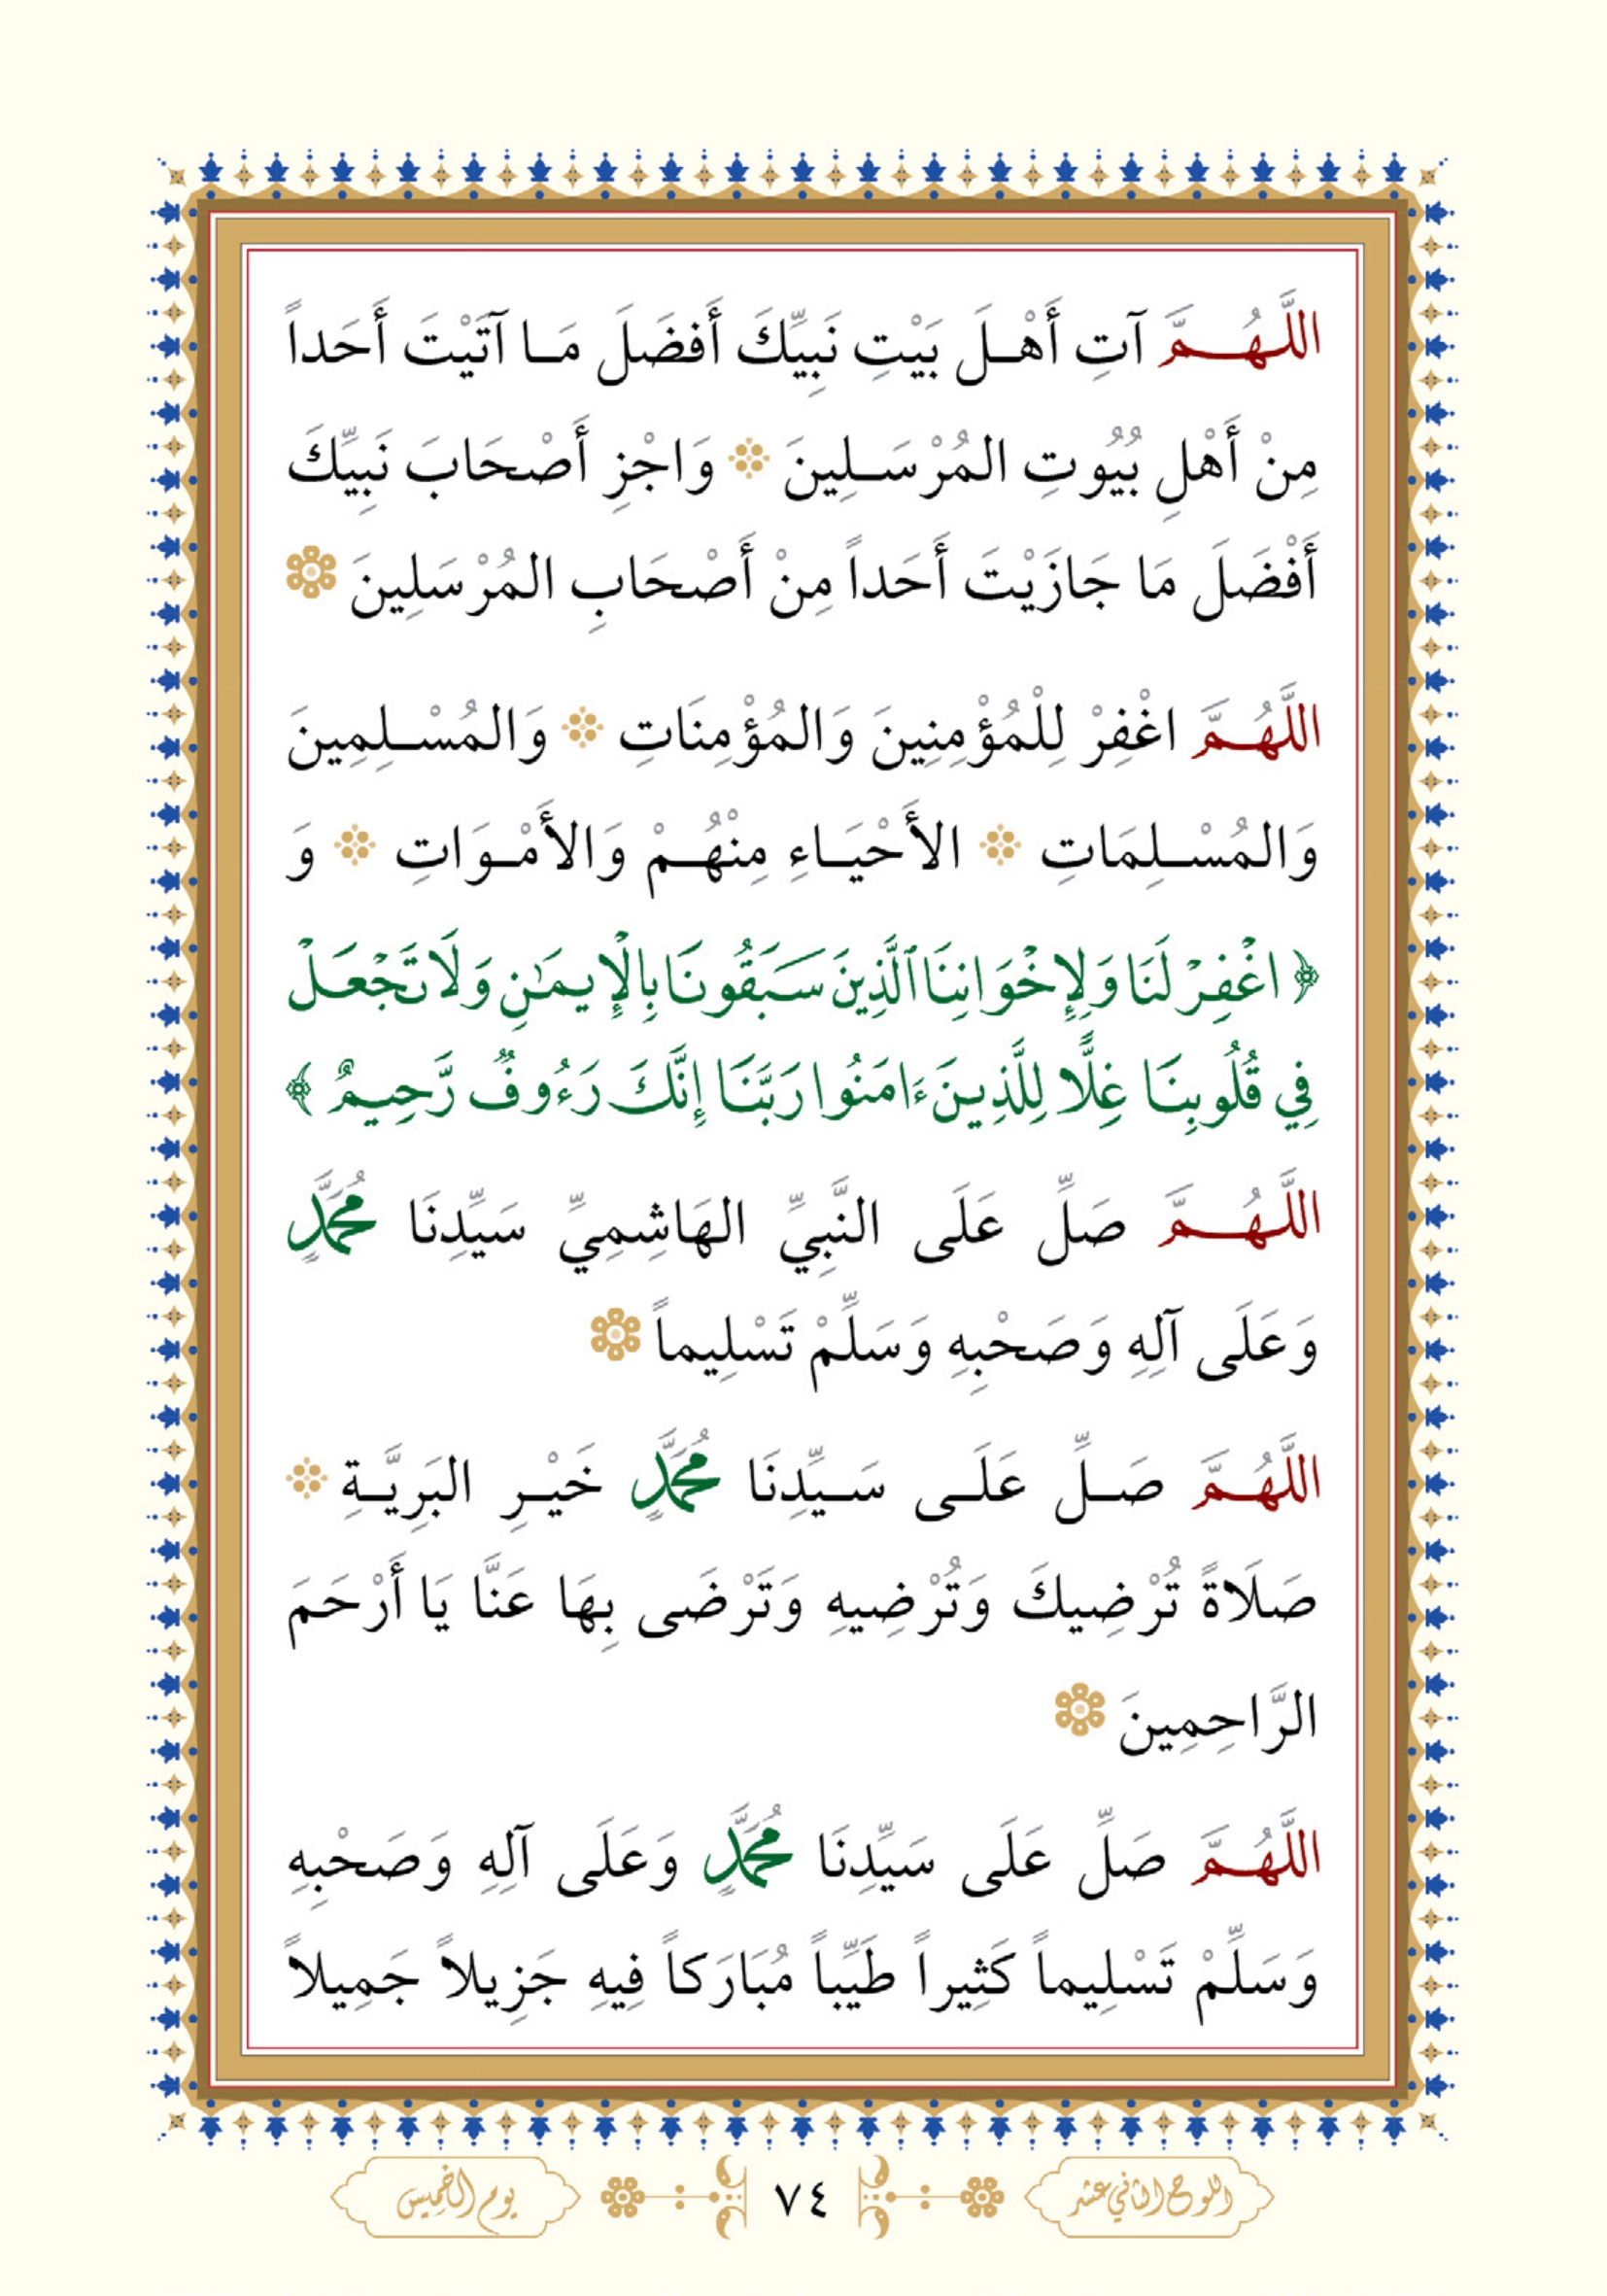 اللَّهُـمَّ آتِ أَهْـلَ بَيْتِ نَبِيِّكَ أَفضَلَ مَـا آتَيْتَ أَحَداً
مِنْ أَهْلِ بُيُوتِ المُرْسَـلِينَ وَاجْزِ أَصْحَابَ نَبِيِّكَ
أَفْضَلَ مَا جَازَيْتَ أَحَداً مِنْ أَصْحَابِ المُرْسَلِينَ
اللَّهُـمَّ اغْفِرْ لِلْمُؤْمِنِينَ وَالمُؤْمِنَاتِ وَالمُسْـلِمِينَ
وَالمُسْـلِمَاتِ الأَحْيَـاءِ مِنْهُـمْ وَالأَمْـوَاتِ وَ
﴿ اغْفِرْ لَنَا وَلِإِخْوَانِنَا ٱلَّذِينَ سَبَقُونَا بِالْإِيمَٰنِ وَلَا تَجْعَلْ
فِي قُلُوبِنَا غِلًّا لِلَّذِينَ ءَامَنُوا رَبَّنَا إِنَّكَ رَءُوفٌ رَّحِيمٌ ﴾
اللَّهُـمَّ صَلِّ عَلَى النَّبِيِّ الهَاشِمِيِّ سَيِّدِنَا مُحَمَّدٍ
وَعَلَى آلِهِ وَصَحْبِهِ وَسَلِّمْ تَسْلِيماً
اللَّهُـمَّ صَـلِّ عَلَـى سَـيِّدِنَا مُحَمَّدٍ خَيْـرِ البَرِيَّـةِ
صَلَاةً تُرْضِيكَ وَتُرْضِيهِ وَتَرْضَى بِهَا عَنَّا يَا أَرْحَمَ
الرَّاحِمِينَ
اللَّهُـمَّ صَلِّ عَلَى سَيِّدِنَا مُحَمَّدٍ وَعَلَى آلِهِ وَصَحْبِهِ
وَسَلِّمْ تَسْلِيماً كَثِيراً طَيِّباً مُبَارَكاً فِيهِ جَزِيلاً جَمِيلاً
اللوح الثاني عشر ٧٤ يوم الخميس